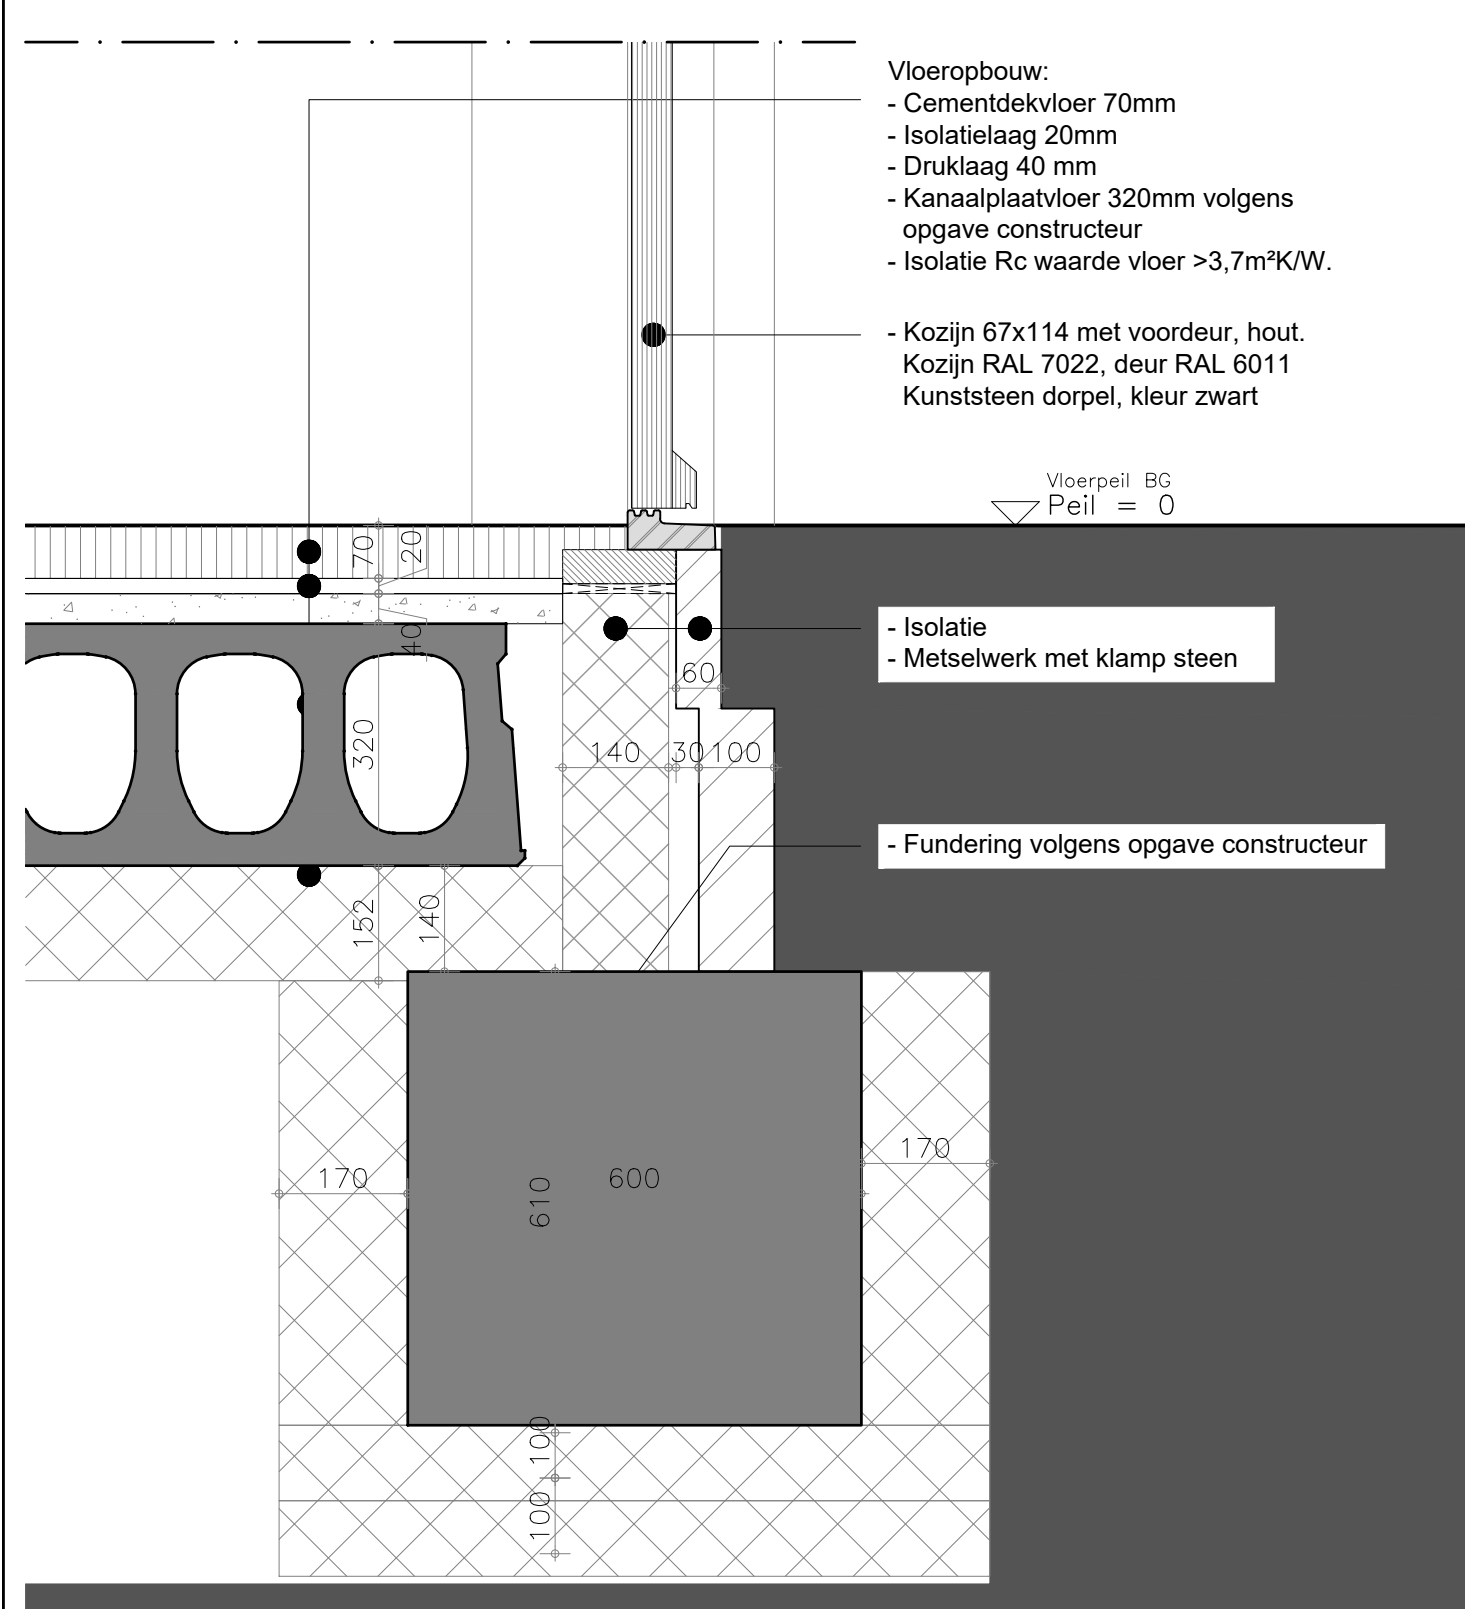 Vloeropbouw:
- Cementdekvloer 70mm
- Isolatielaag 20mm
- Druklaag 40 mm
- Kanaalplaatvloer 320mm volgens
opgave constructeur
- Isolatie Rc waarde vloer >3,7m²K/W.
- Kozijn 67x114 met voordeur, hout.
Kozijn RAL 7022, deur RAL 6011
Kunststeen dorpel, kleur zwart
Vloerpeil BG
Peil = 0
70
20
40
- Isolatie
- Metselwerk met klamp steen
60
320
140
30
100
- Fundering volgens opgave constructeur
152
140
170
600
610
170
100
100